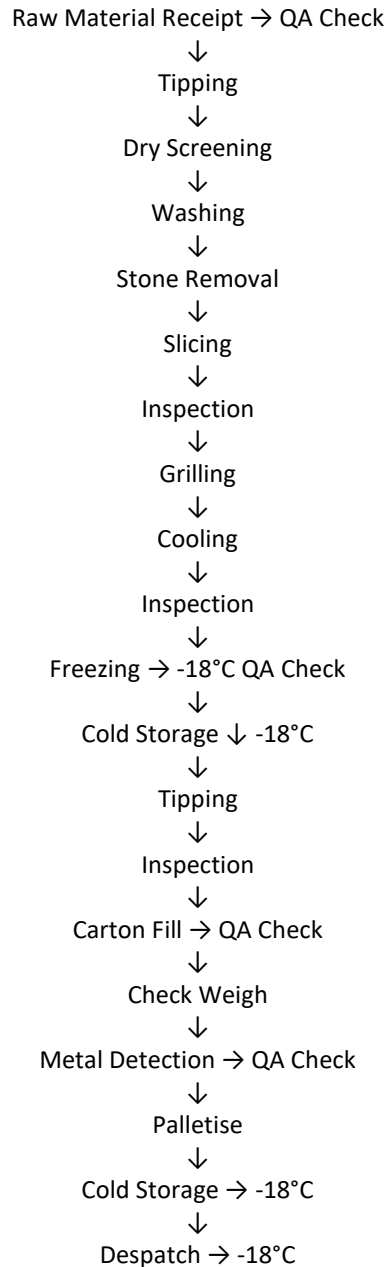 Raw Material Receipt → QA Check
↓
Tipping
↓
Dry Screening
↓
Washing
↓
Stone Removal
↓
Slicing
↓
Inspection
↓
Grilling
↓
Cooling
↓
Inspection
↓
Freezing → -18°C QA Check
↓
Cold Storage ↓ -18°C
↓
Tipping
↓
Inspection
↓
Carton Fill → QA Check
↓
Check Weigh
↓
Metal Detection → QA Check
↓
Palletise
↓
Cold Storage → -18°C
↓
Despatch → -18°C